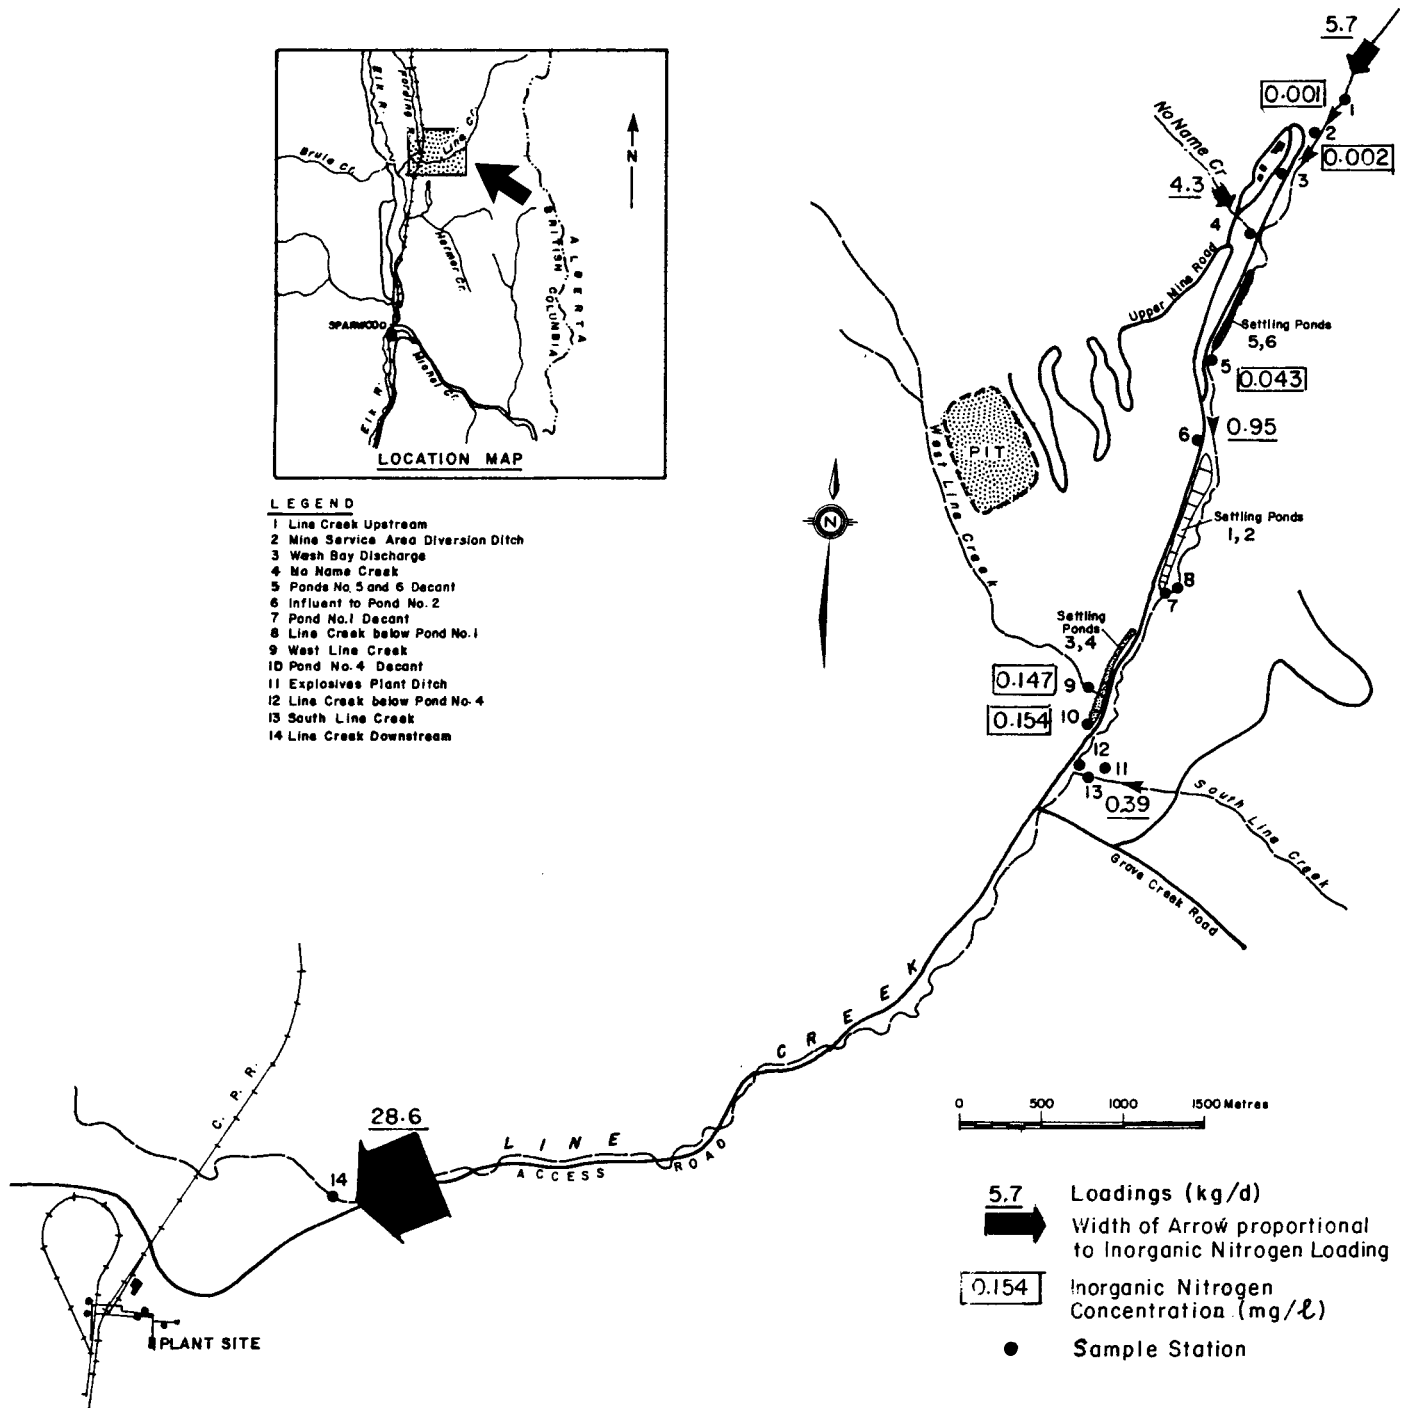 5.7
0.001
1
2
0.002
3
No Name Cr
4.3
4
Upper Mine Road
Settling Ponds
5,6
5
0.043
0.95
6
PIT
West Line Creek
Settling Ponds
1,2
8
7
Settling
Ponds
3,4
0.147
9
0.154
10
12
11
13
0.39
South Line Creek
Grave Creek Road
N
Elk R.
Fording R.
Line Cr.
Brule Cr.
N
Harmer Cr.
BRITISH COLUMBIA
ALBERTA
SPARWOOD
Michel Cr.
Elk R.
LOCATION MAP
LEGEND
1 Line Creek Upstream
2 Mine Service Area Diversion Ditch
3 Wash Bay Discharge
4 No Name Creek
5 Ponds No. 5 and 6 Decant
6 Influent to Pond No. 2
7 Pond No. 1 Decant
8 Line Creek below Pond No. 1
9 West Line Creek
10 Pond No. 4 Decant
11 Explosives Plant Ditch
12 Line Creek below Pond No. 4
13 South Line Creek
14 Line Creek Downstream
LINE CREEK
ACCESS ROAD
C. P. R.
28.6
14
PLANT SITE
0 500 1000 1500 Metres
5.7 Loadings (kg/d)
Width of Arrow proportional
to Inorganic Nitrogen Loading
0.154 Inorganic Nitrogen
Concentration (mg/ℓ)
Sample Station